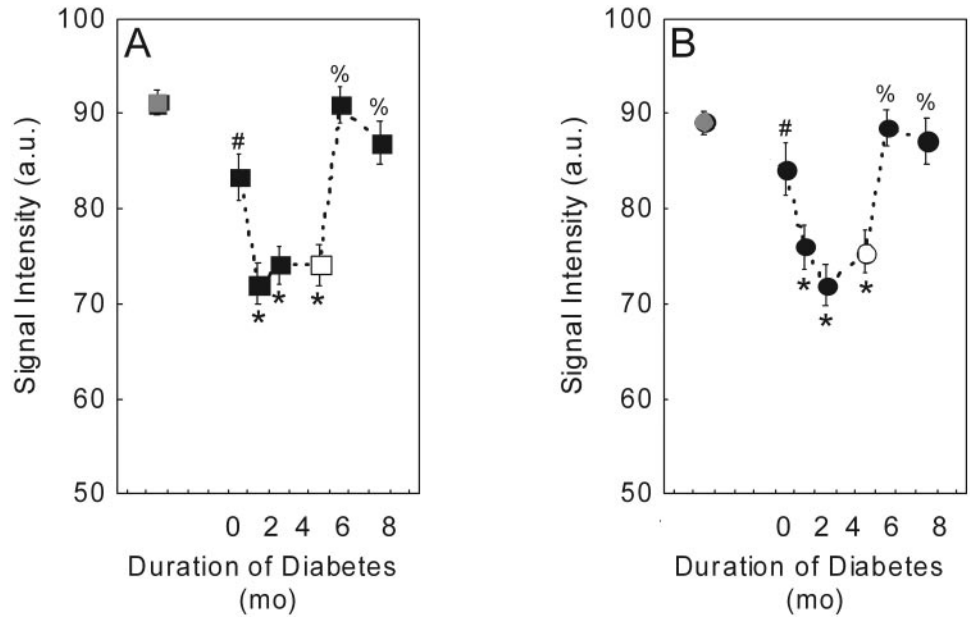 A
100
90
80
70
60
50
Signal Intensity (a.u.)
#
*
*
*
%
%
0 2 4 6 8
Duration of Diabetes
(mo)
B
100
90
80
70
60
50
Signal Intensity (a.u.)
#
*
*
*
%
%
0 2 4 6 8
Duration of Diabetes
(mo)